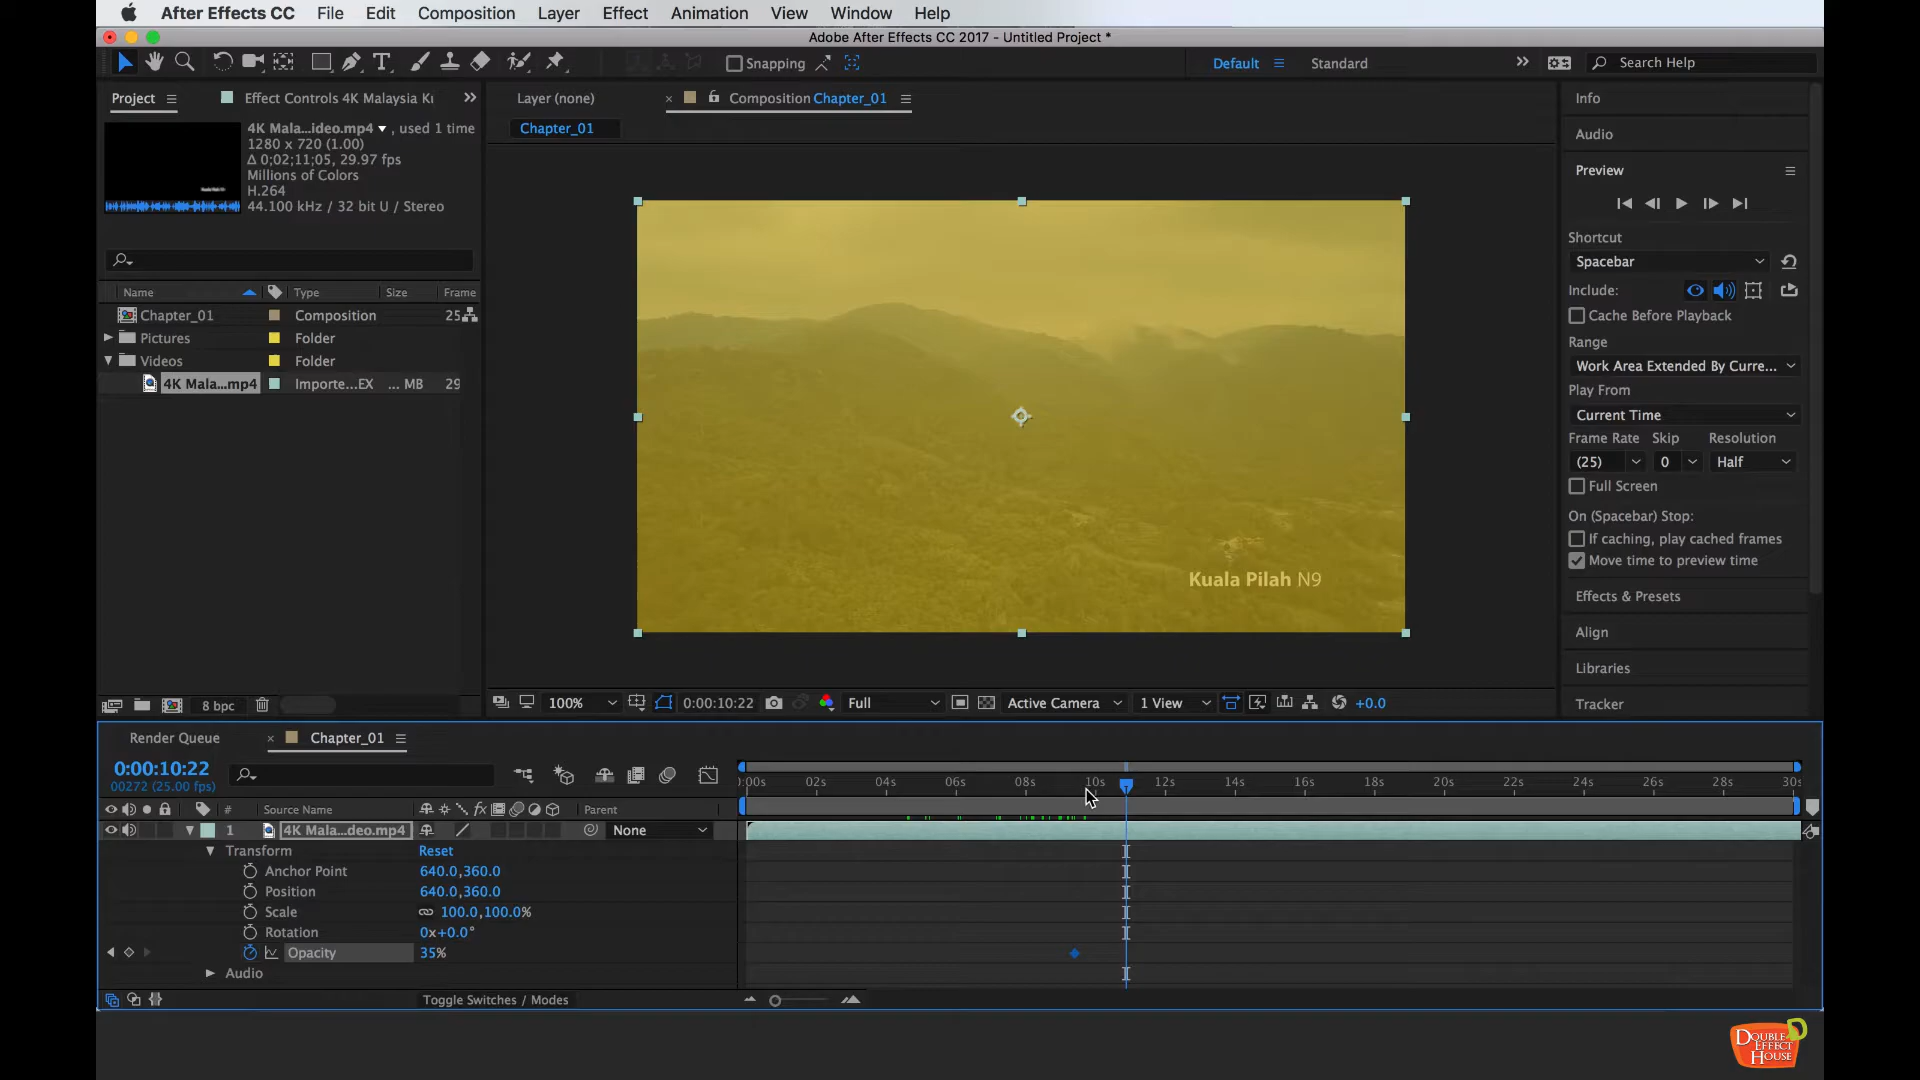 After Effects CC File Edit Composition Layer Effect Animation View Window Help
Adobe After Effects CC 2017 - Untitled Project *
Snapping Default Standard Search Help
Project Effect Controls 4K Malaysia Ku
Layer (none) Composition Chapter_01
Chapter_01
4K Mala...ideo.mp4 , used 1 time
1280 x 720 (1.00)
Δ 0;02;11;05, 29.97 fps
Millions of Colors
H.264
44.100 kHz / 32 bit U / Stereo
Name Type Size Frame
Chapter_01 Composition 25
Pictures Folder
Videos Folder
4K Mala...mp4 Importe...EX ... MB 29
8 bpc
Kuala Pilah N9
100% 0:00:10:22 Full Active Camera 1 View +0.0
Info
Audio
Preview
Shortcut
Spacebar
Include:
Cache Before Playback
Range
Work Area Extended By Curre...
Play From
Current Time
Frame Rate Skip Resolution
(25) 0 Half
Full Screen
On (Spacebar) Stop:
If caching, play cached frames
Move time to preview time
Effects & Presets
Align
Libraries
Tracker
Render Queue Chapter_01
0:00:10:22
00272 (25.00 fps)
:00s 02s 04s 06s 08s 10s 12s 14s 16s 18s 20s 22s 24s 26s 28s 30s
# Source Name fx Parent
1 4K Mala...deo.mp4 None
Transform Reset
Anchor Point 640.0,360.0
Position 640.0,360.0
Scale 100.0,100.0%
Rotation 0x+0.0°
Opacity 35%
Audio
Toggle Switches / Modes
DOUBLE
EFFECT
HOUSE